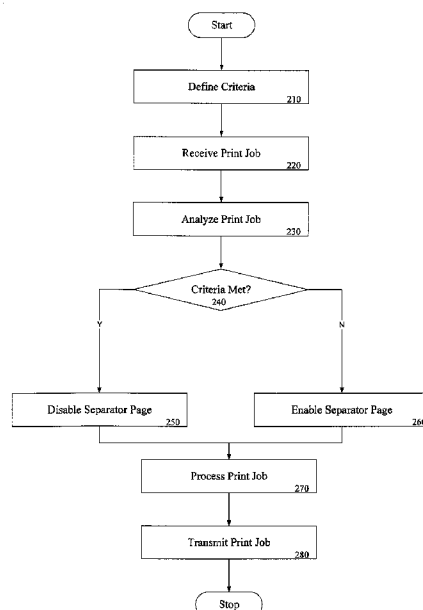 Start
Define Criteria
210
Receive Print Job
220
Analyze Print Job
230
Criteria Met?
240
Y
N
Disable Separator Page
250
Enable Separator Page
260
Process Print Job
270
Transmit Print Job
280
Stop